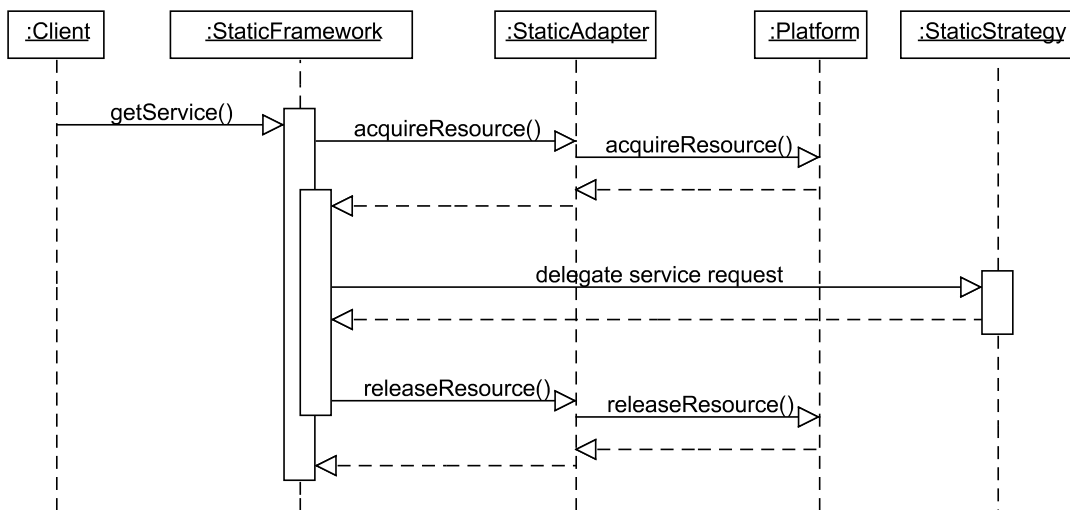 :Client
:StaticFramework
:StaticAdapter
:Platform
:StaticStrategy
getService()
acquireResource()
acquireResource()
delegate service request
releaseResource()
releaseResource()